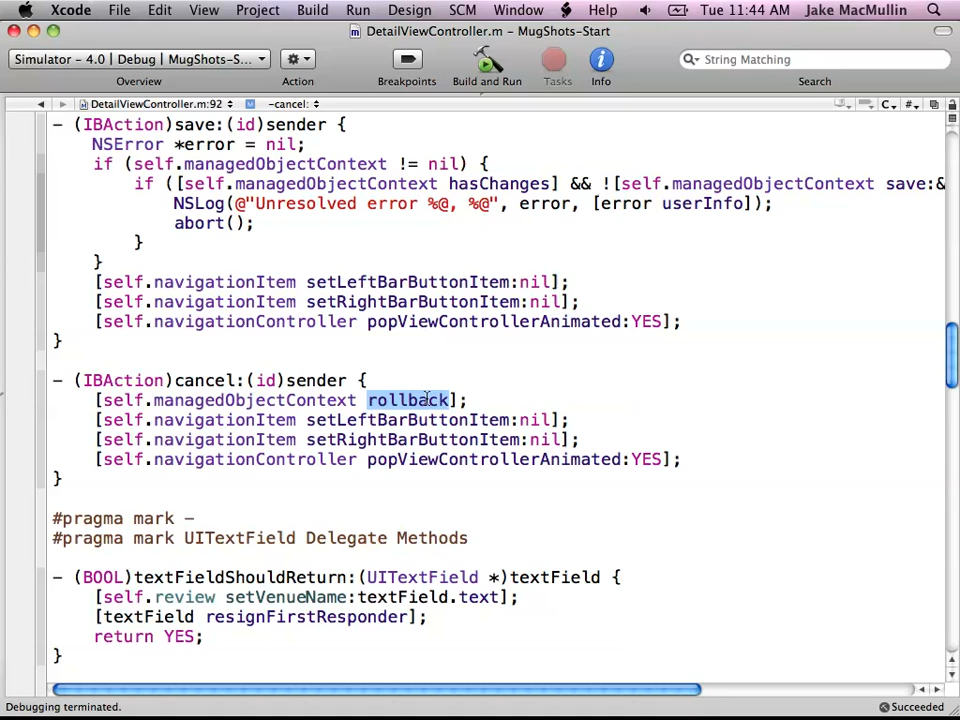 Xcode File Edit View Project Build Run Design SCM Window Help Tue 11:44 AM Jake MacMullin
DetailViewController.m - MugShots-Start
Simulator - 4.0 | Debug | MugShots-S... String Matching
Overview Action Breakpoints Build and Run Tasks Info Search
DetailViewController.m:92 -cancel: C #
- (IBAction)save:(id)sender {
NSError *error = nil;
if (self.managedObjectContext != nil) {
if ([self.managedObjectContext hasChanges] && ![self.managedObjectContext save:&
NSLog(@"Unresolved error %@, %@", error, [error userInfo]);
abort();
}
}
[self.navigationItem setLeftBarButtonItem:nil];
[self.navigationItem setRightBarButtonItem:nil];
[self.navigationController popViewControllerAnimated:YES];
}
- (IBAction)cancel:(id)sender {
[self.managedObjectContext rollback];
[self.navigationItem setLeftBarButtonItem:nil];
[self.navigationItem setRightBarButtonItem:nil];
[self.navigationController popViewControllerAnimated:YES];
}
#pragma mark -
#pragma mark UITextField Delegate Methods
- (BOOL)textFieldShouldReturn:(UITextField *)textField {
[self.review setVenueName:textField.text];
[textField resignFirstResponder];
return YES;
}
Debugging terminated. Succeeded